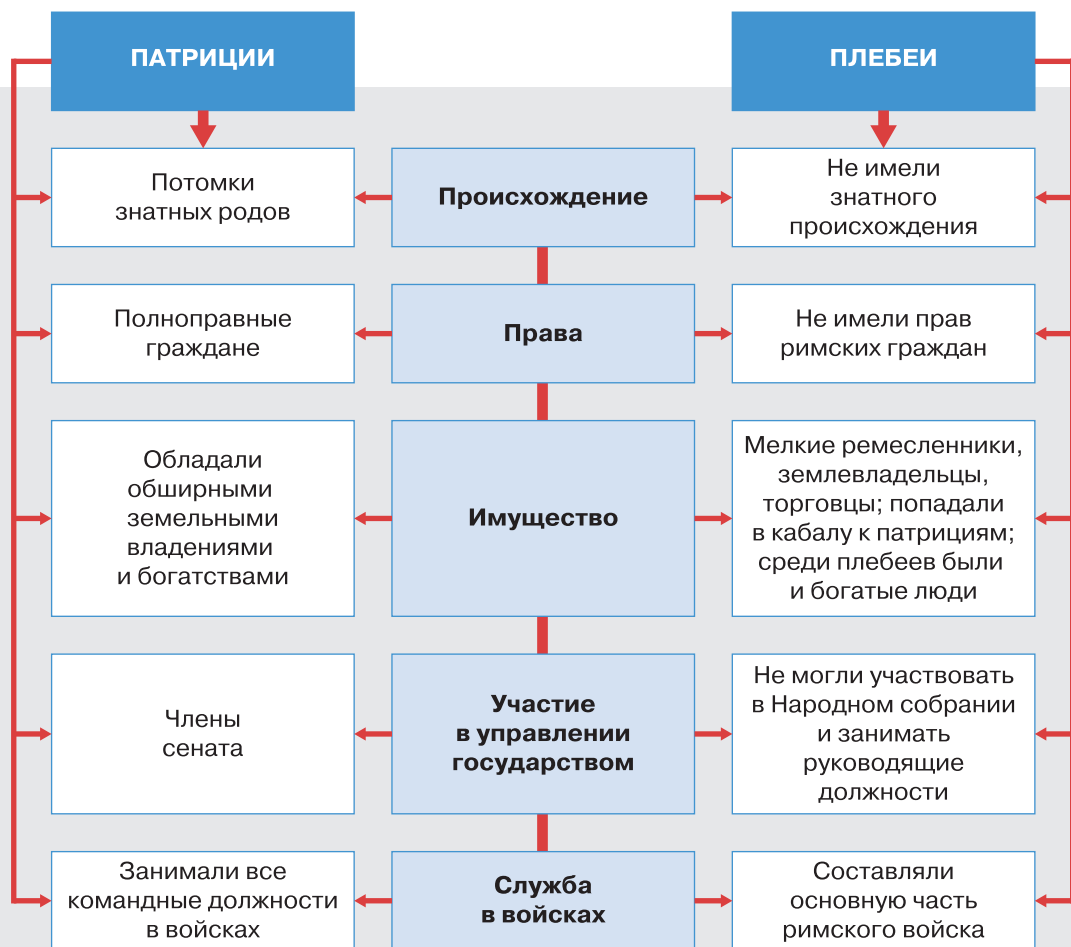 ПАТРИЦИИ
ПЛЕБЕИ
Потомки
знатных родов
Происхождение
Не имели
знатного
происхождения
Полноправные
граждане
Права
Не имели прав
римских граждан
Обладали
обширными
земельными
владениями
и богатствами
Имущество
Мелкие ремесленники,
землевладельцы,
торговцы; попадали
в кабалу к патрициям;
среди плебеев были
и богатые люди
Члены
сената
Участие
в управлении
государством
Не могли участвовать
в Народном собрании
и занимать
руководящие
должности
Занимали все
командные должности
в войсках
Служба
в войсках
Составляли
основную часть
римского войска